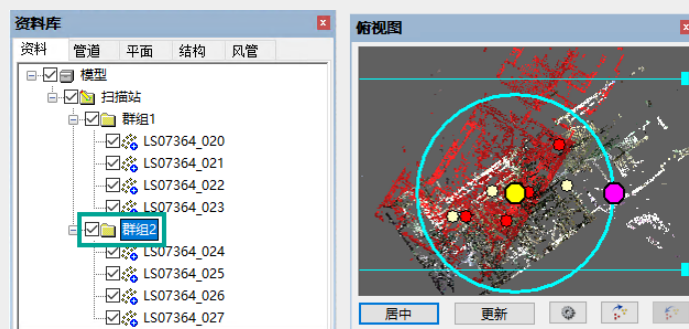 资料库
资料 管道 平面 结构 风管
模型
扫描站
群组1
LS07364_020
LS07364_021
LS07364_022
LS07364_023
群组2
LS07364_024
LS07364_025
LS07364_026
LS07364_027
俯视图
居中 更新